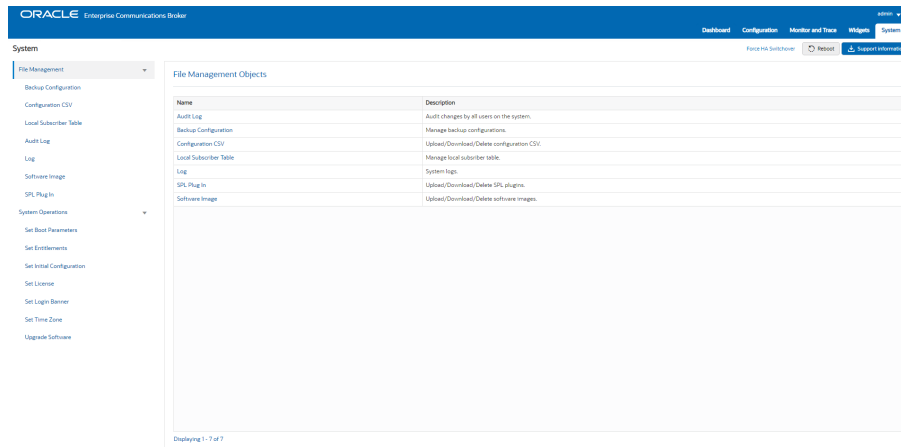 ORACLE Enterprise Communications Broker
admin
Dashboard Configuration Monitor and Trace Widgets System
System
Force HA Switchover Reboot Support informatio
File Management
Backup Configuration
Configuration CSV
Local Subscriber Table
Audit Log
Log
Software Image
SPL Plug In
System Operations
Set Boot Parameters
Set Entitlements
Set Initial Configuration
Set License
Set Login Banner
Set Time Zone
Upgrade Software
File Management Objects
Name Description
Audit Log Audit changes by all users on the system.
Backup Configuration Manage backup configurations.
Configuration CSV Upload/Download/Delete configuration CSV.
Local Subscriber Table Manage local subsriber table.
Log System logs.
SPL Plug In Upload/Download/Delete SPL plugins.
Software Image Upload/Download/Delete software images.
Displaying 1 - 7 of 7